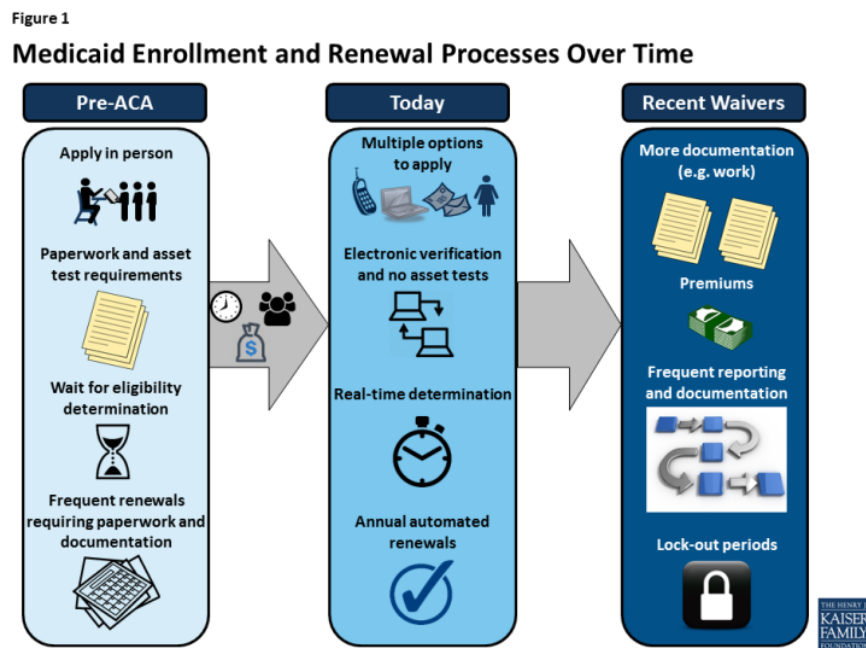 Figure 1
Medicaid Enrollment and Renewal Processes Over Time
Pre-ACA
Apply in person
Paperwork and asset
test requirements
Wait for eligibility
determination
Frequent renewals
requiring paperwork and
documentation
$
Today
Multiple options
to apply
Electronic verification
and no asset tests
Real-time determination
Annual automated
renewals
Recent Waivers
More documentation
(e.g. work)
Premiums
Frequent reporting
and documentation
Lock-out periods
THE HENRY J.
KAISER
FAMILY
FOUNDATION